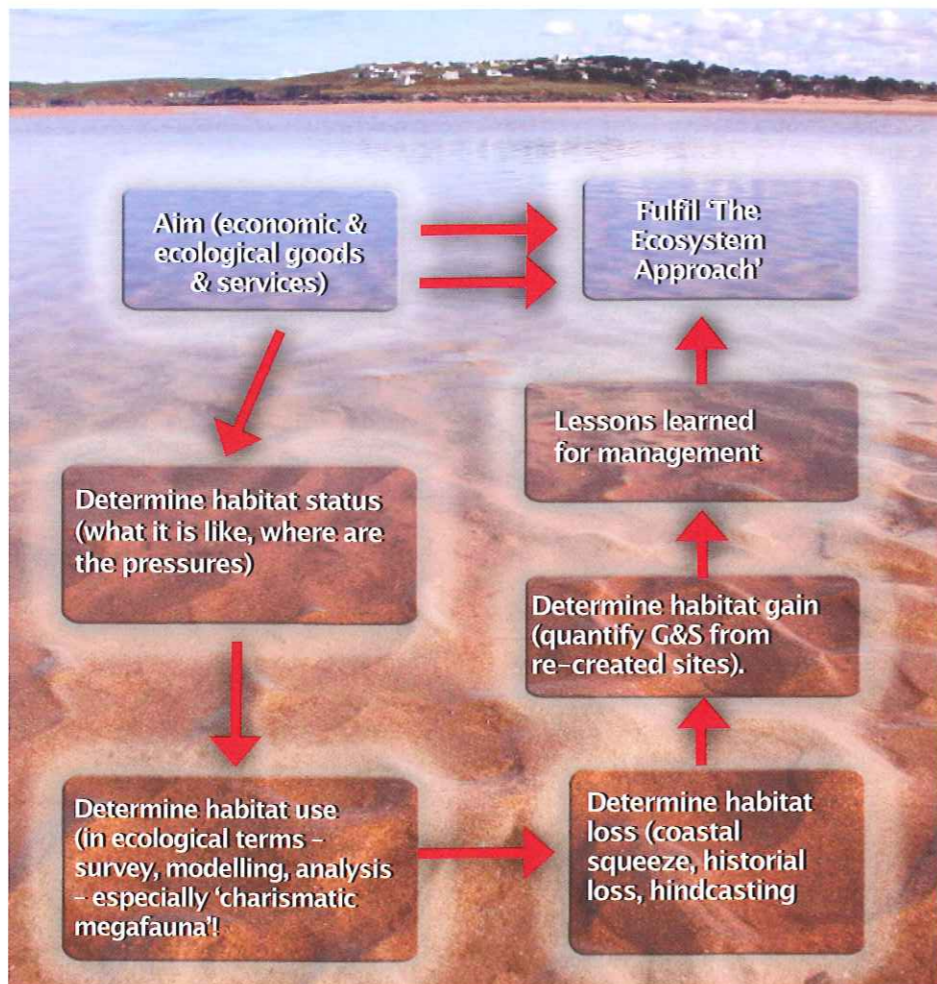 Aim (economic &
ecological goods
& services)
Fulfil ‘The
Ecosystem
Approach’
Determine habitat status
(what it is like, where are
the pressures)
Lessons learned
for management
Determine habitat gain
(quantify G&S from
re-created sites).
Determine habitat use
(in ecological terms –
survey, modelling, analysis
– especially ‘charismatic
megafauna’!
Determine habitat
loss (coastal
squeeze, historial
loss, hindcasting